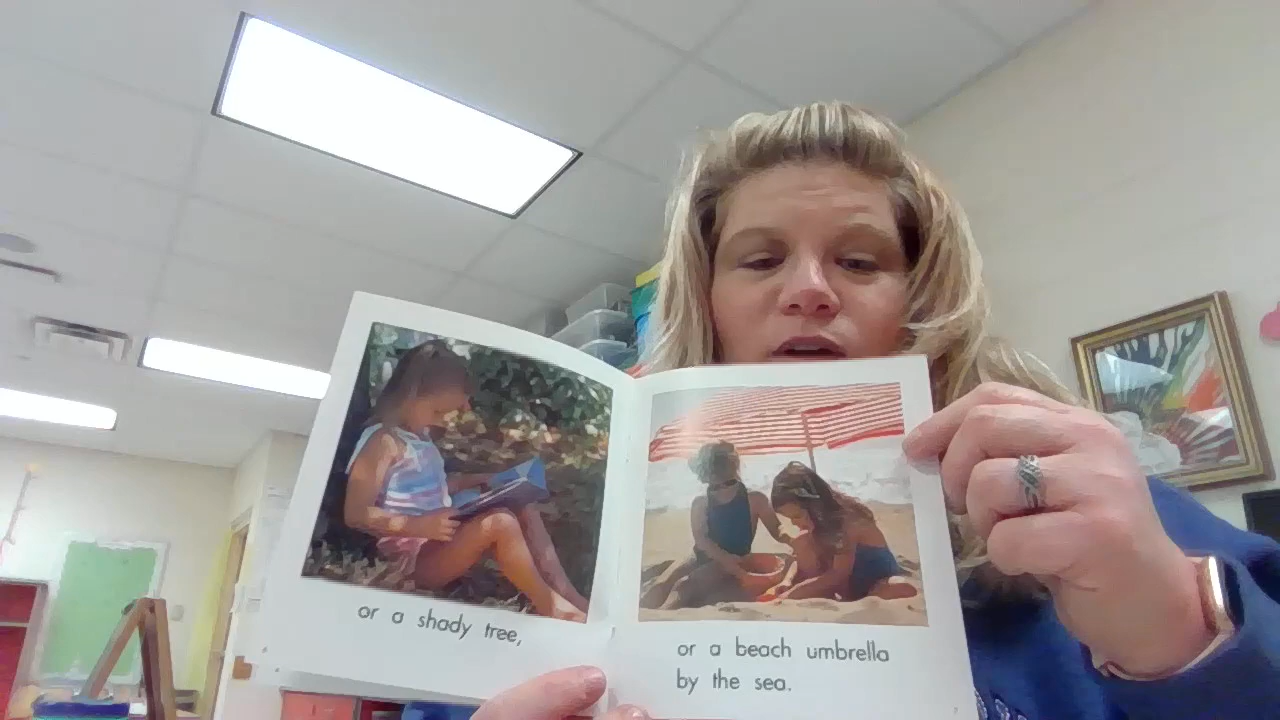 or a shady tree,
or a beach umbrella
by the sea.